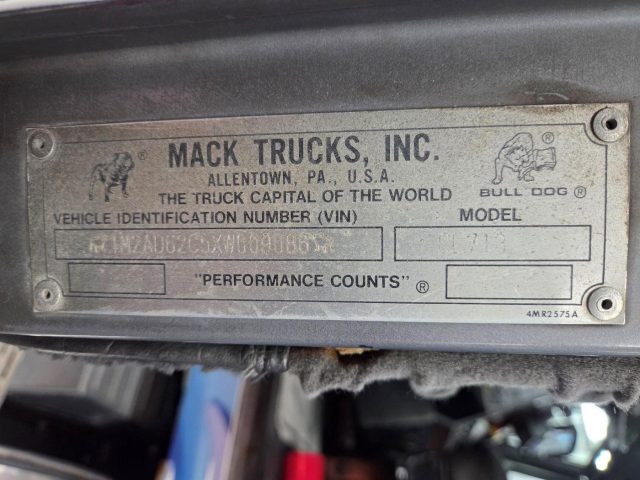 MACK TRUCKS, INC.
ALLENTOWN, PA., U.S.A.
THE TRUCK CAPITAL OF THE WORLD
®
®
BULL DOG ®
VEHICLE IDENTIFICATION NUMBER (VIN)
MODEL
"PERFORMANCE COUNTS" ®
4MR2575A